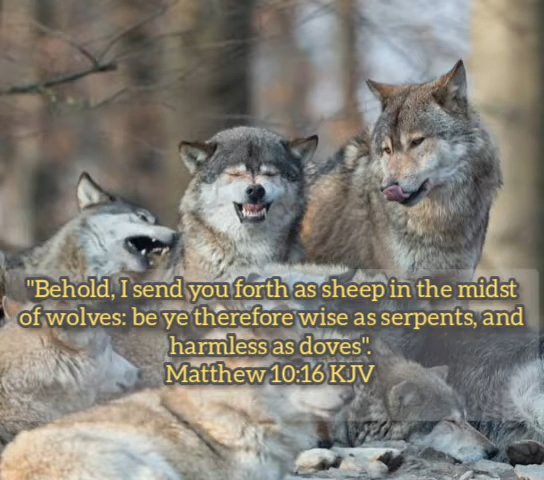 "Behold, I send you forth as sheep in the midst
of wolves: be ye therefore wise as serpents, and
harmless as doves".
Matthew 10:16 KJV